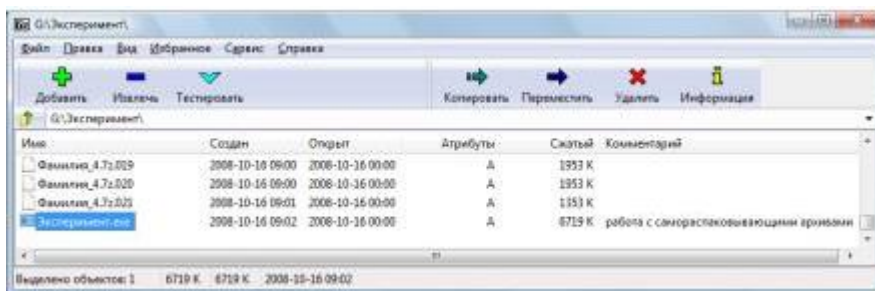 G:\Эксперимент\
Файл Правка Вид Избранное Сервис Справка
Добавить Извлечь Тестировать Копировать Переместить Удалить Информация
G:\Эксперимент\
Имя Создан Открыт Атрибуты Сжатый Комментарий
Фамилия_4.7z.019 2008-10-16 09:00 2008-10-16 00:00 A 1953 K
Фамилия_4.7z.020 2008-10-16 09:00 2008-10-16 00:00 A 1953 K
Фамилия_4.7z.021 2008-10-16 09:01 2008-10-16 00:00 A 1353 K
Эксперимент.exe 2008-10-16 09:02 2008-10-16 00:00 A 6719 K работа с самораспаковывающими архивами
Выделено объектов: 1 6719 K 6719 K 2008-10-16 09:02